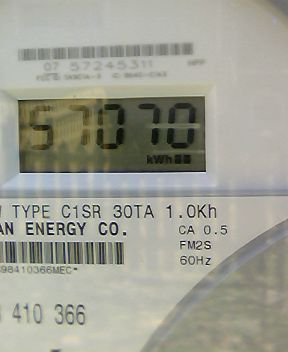 07 57245311
57070
kWh
TYPE C1SR 30TA 1.0Kh
AN ENERGY CO. CA 0.5
FM2S
98410366MEC* 60Hz
410 366